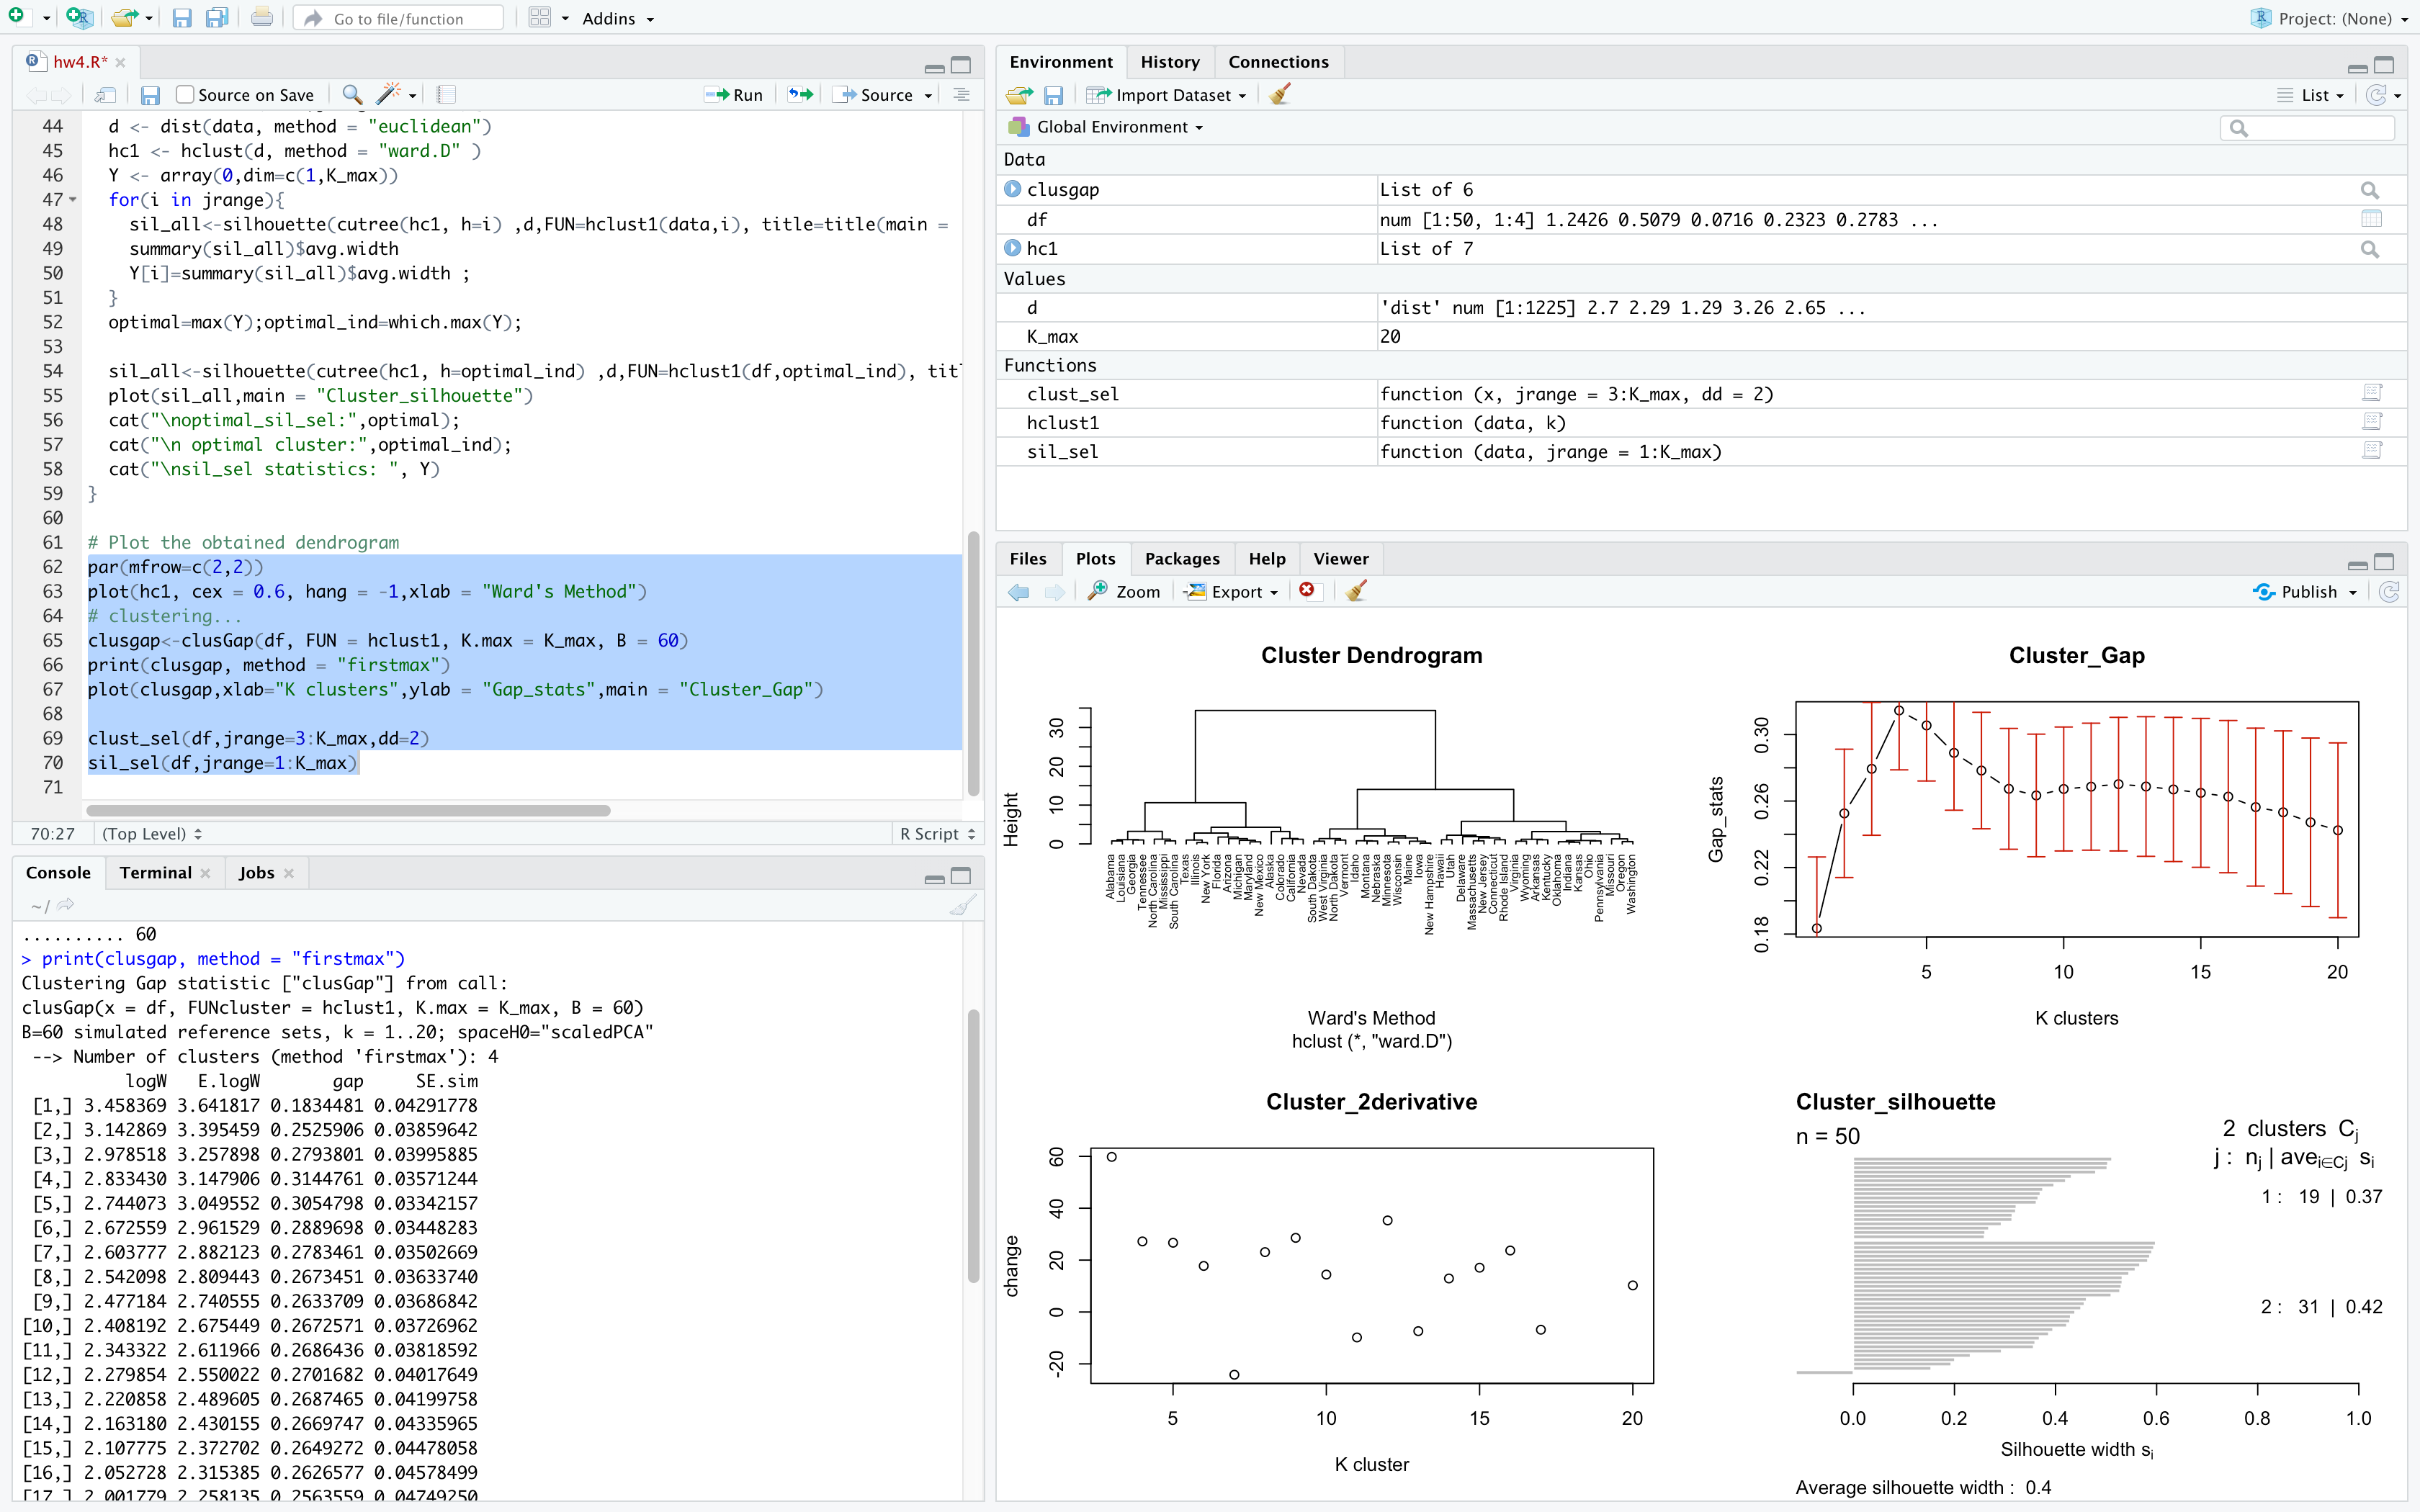 Go to file/function
Addins
Project: (None)
hw4.R*
Source on Save
Run
Source
44 d <- dist(data, method = "euclidean")
45 hc1 <- hclust(d, method = "ward.D" )
46 Y <- array(0,dim=c(1,K_max))
47 for(i in jrange){
48 sil_all<-silhouette(cutree(hc1, h=i) ,d,FUN=hclust1(data,i), title=title(main =
49 summary(sil_all)$avg.width
50 Y[i]=summary(sil_all)$avg.width ;
51 }
52 optimal=max(Y);optimal_ind=which.max(Y);
53
54 sil_all<-silhouette(cutree(hc1, h=optimal_ind) ,d,FUN=hclust1(df,optimal_ind), titl
55 plot(sil_all,main = "Cluster_silhouette")
56 cat("\noptimal_sil_sel:",optimal);
57 cat("\n optimal cluster:",optimal_ind);
58 cat("\nsil_sel statistics: ", Y)
59 }
60
61 # Plot the obtained dendrogram
62 par(mfrow=c(2,2))
63 plot(hc1, cex = 0.6, hang = -1,xlab = "Ward's Method")
64 # clustering...
65 clusgap<-clusGap(df, FUN = hclust1, K.max = K_max, B = 60)
66 print(clusgap, method = "firstmax")
67 plot(clusgap,xlab="K clusters",ylab = "Gap_stats",main = "Cluster_Gap")
68
69 clust_sel(df,jrange=3:K_max,dd=2)
70 sil_sel(df,jrange=1:K_max)
71
70:27 (Top Level) R Script
Console Terminal Jobs
~/
.......... 60
> print(clusgap, method = "firstmax")
Clustering Gap statistic ["clusGap"] from call:
clusGap(x = df, FUNcluster = hclust1, K.max = K_max, B = 60)
B=60 simulated reference sets, k = 1..20; spaceH0="scaledPCA"
--> Number of clusters (method 'firstmax'): 4
logW E.logW gap SE.sim
[1,] 3.458369 3.641817 0.1834481 0.04291778
[2,] 3.142869 3.395459 0.2525906 0.03859642
[3,] 2.978518 3.257898 0.2793801 0.03995885
[4,] 2.833430 3.147906 0.3144761 0.03571244
[5,] 2.744073 3.049552 0.3054798 0.03342157
[6,] 2.672559 2.961529 0.2889698 0.03448283
[7,] 2.603777 2.882123 0.2783461 0.03502669
[8,] 2.542098 2.809443 0.2673451 0.03633740
[9,] 2.477184 2.740555 0.2633709 0.03686842
[10,] 2.408192 2.675449 0.2672571 0.03726962
[11,] 2.343322 2.611966 0.2686436 0.03818592
[12,] 2.279854 2.550022 0.2701682 0.04017649
[13,] 2.220858 2.489605 0.2687465 0.04199758
[14,] 2.163180 2.430155 0.2669747 0.04335965
[15,] 2.107775 2.372702 0.2649272 0.04478058
[16,] 2.052728 2.315385 0.2626577 0.04578499
[17,] 2.001779 2.258135 0.2563559 0.04749250
Environment History Connections
Import Dataset
List
Global Environment
Data
clusgap List of 6
df num [1:50, 1:4] 1.2426 0.5079 0.0716 0.2323 0.2783 ...
hc1 List of 7
Values
d 'dist' num [1:1225] 2.7 2.29 1.29 3.26 2.65 ...
K_max 20
Functions
clust_sel function (x, jrange = 3:K_max, dd = 2)
hclust1 function (data, k)
sil_sel function (data, jrange = 1:K_max)
Files Plots Packages Help Viewer
Zoom Export Publish
Cluster Dendrogram
Height
0 10 20 30
Alabama
Louisiana
Georgia
Tennessee
North Carolina
Mississippi
South Carolina
Texas
Illinois
New York
Florida
Arizona
Michigan
Maryland
New Mexico
Alaska
Colorado
California
Nevada
South Dakota
West Virginia
North Dakota
Vermont
Idaho
Montana
Nebraska
Minnesota
Wisconsin
Maine
Iowa
New Hampshire
Hawaii
Utah
Delaware
Massachusetts
New Jersey
Connecticut
Rhode Island
Virginia
Wyoming
Arkansas
Kentucky
Oklahoma
Indiana
Kansas
Ohio
Pennsylvania
Missouri
Oregon
Washington
Ward's Method
hclust (*, "ward.D")
Cluster_Gap
Gap_stats
0.18 0.22 0.26 0.30
5 10 15 20
K clusters
Cluster_2derivative
change
-20 0 20 40 60
5 10 15 20
K cluster
Cluster_silhouette
n = 50
2 clusters Cj
j : nj | avei∈Cj si
1 : 19 | 0.37
2 : 31 | 0.42
0.0 0.2 0.4 0.6 0.8 1.0
Silhouette width si
Average silhouette width : 0.4